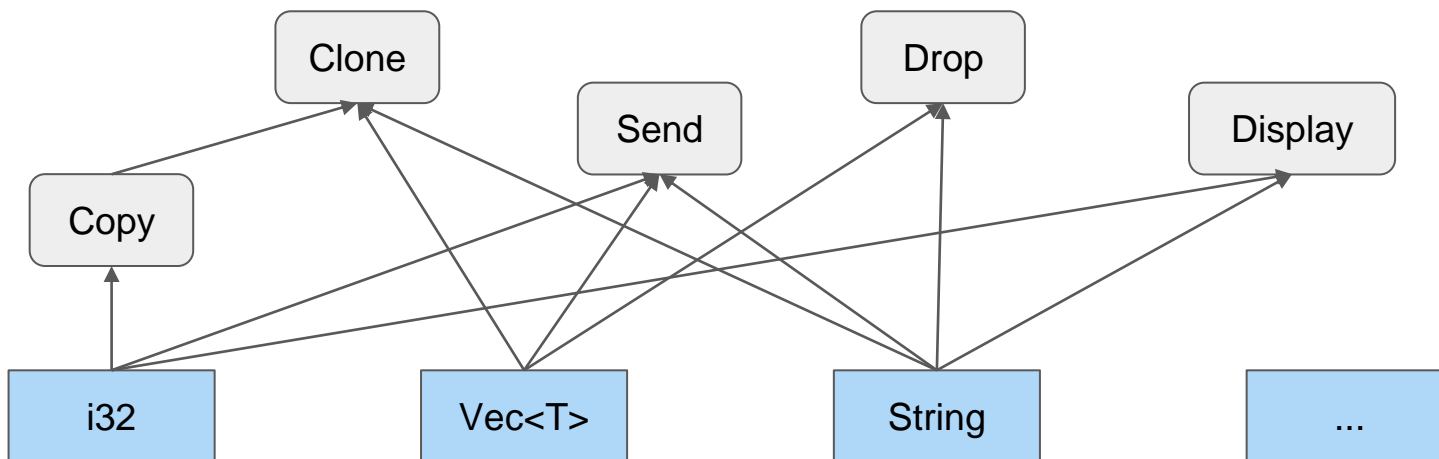 Clone
Drop
Send
Display
Copy
i32
Vec<T>
String
...